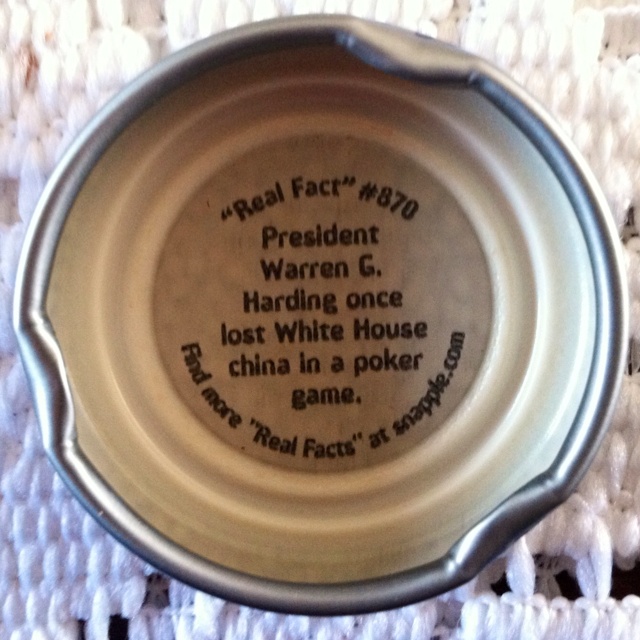 "Real Fact" #870
President
Warren G.
Harding once
lost White House
china in a poker
game.
Find more "Real Facts" at snapple.com